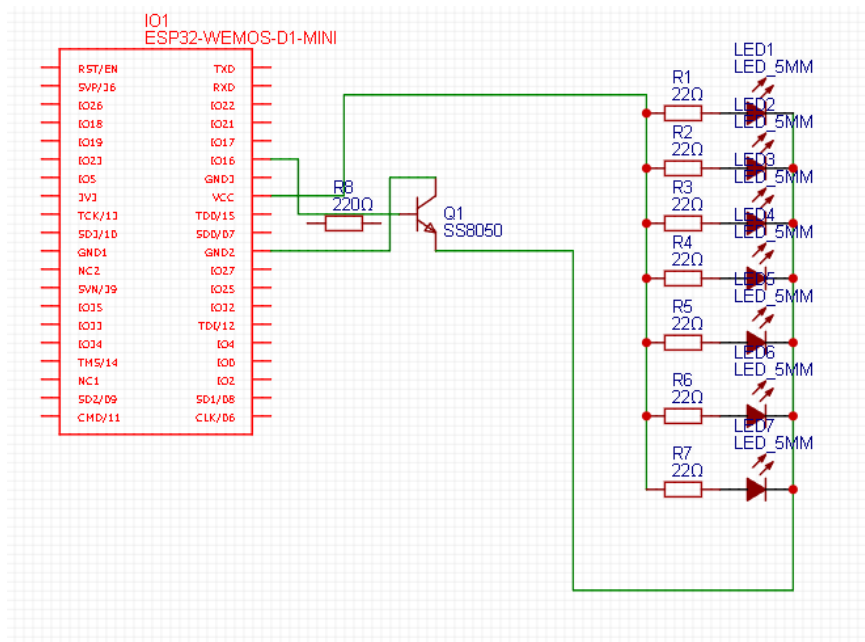 IO1
ESP32-WEMOS-D1-MINI
RST/EN TXD
SVP/36 RXD
IO26 IO22
IO18 IO21
IO19 IO17
IO23 IO16
IO5 GND3
3V3 VCC
TCK/13 TDO/15
SD3/10 SD0/D7
GND1 GND2
NC2 IO27
SVN/39 IO25
IO35 IO32
IO33 TDI/12
IO34 IO4
TMS/14 IO0
NC1 IO2
SD2/D9 SD1/D8
CMD/11 CLK/D6
R8
220Ω
Q1
SS8050
R1
22Ω
R2
22Ω
R3
22Ω
R4
22Ω
R5
22Ω
R6
22Ω
R7
22Ω
LED1
LED_5MM
LED2
LED_5MM
LED3
LED_5MM
LED4
LED_5MM
LED5
LED_5MM
LED6
LED_5MM
LED7
LED_5MM